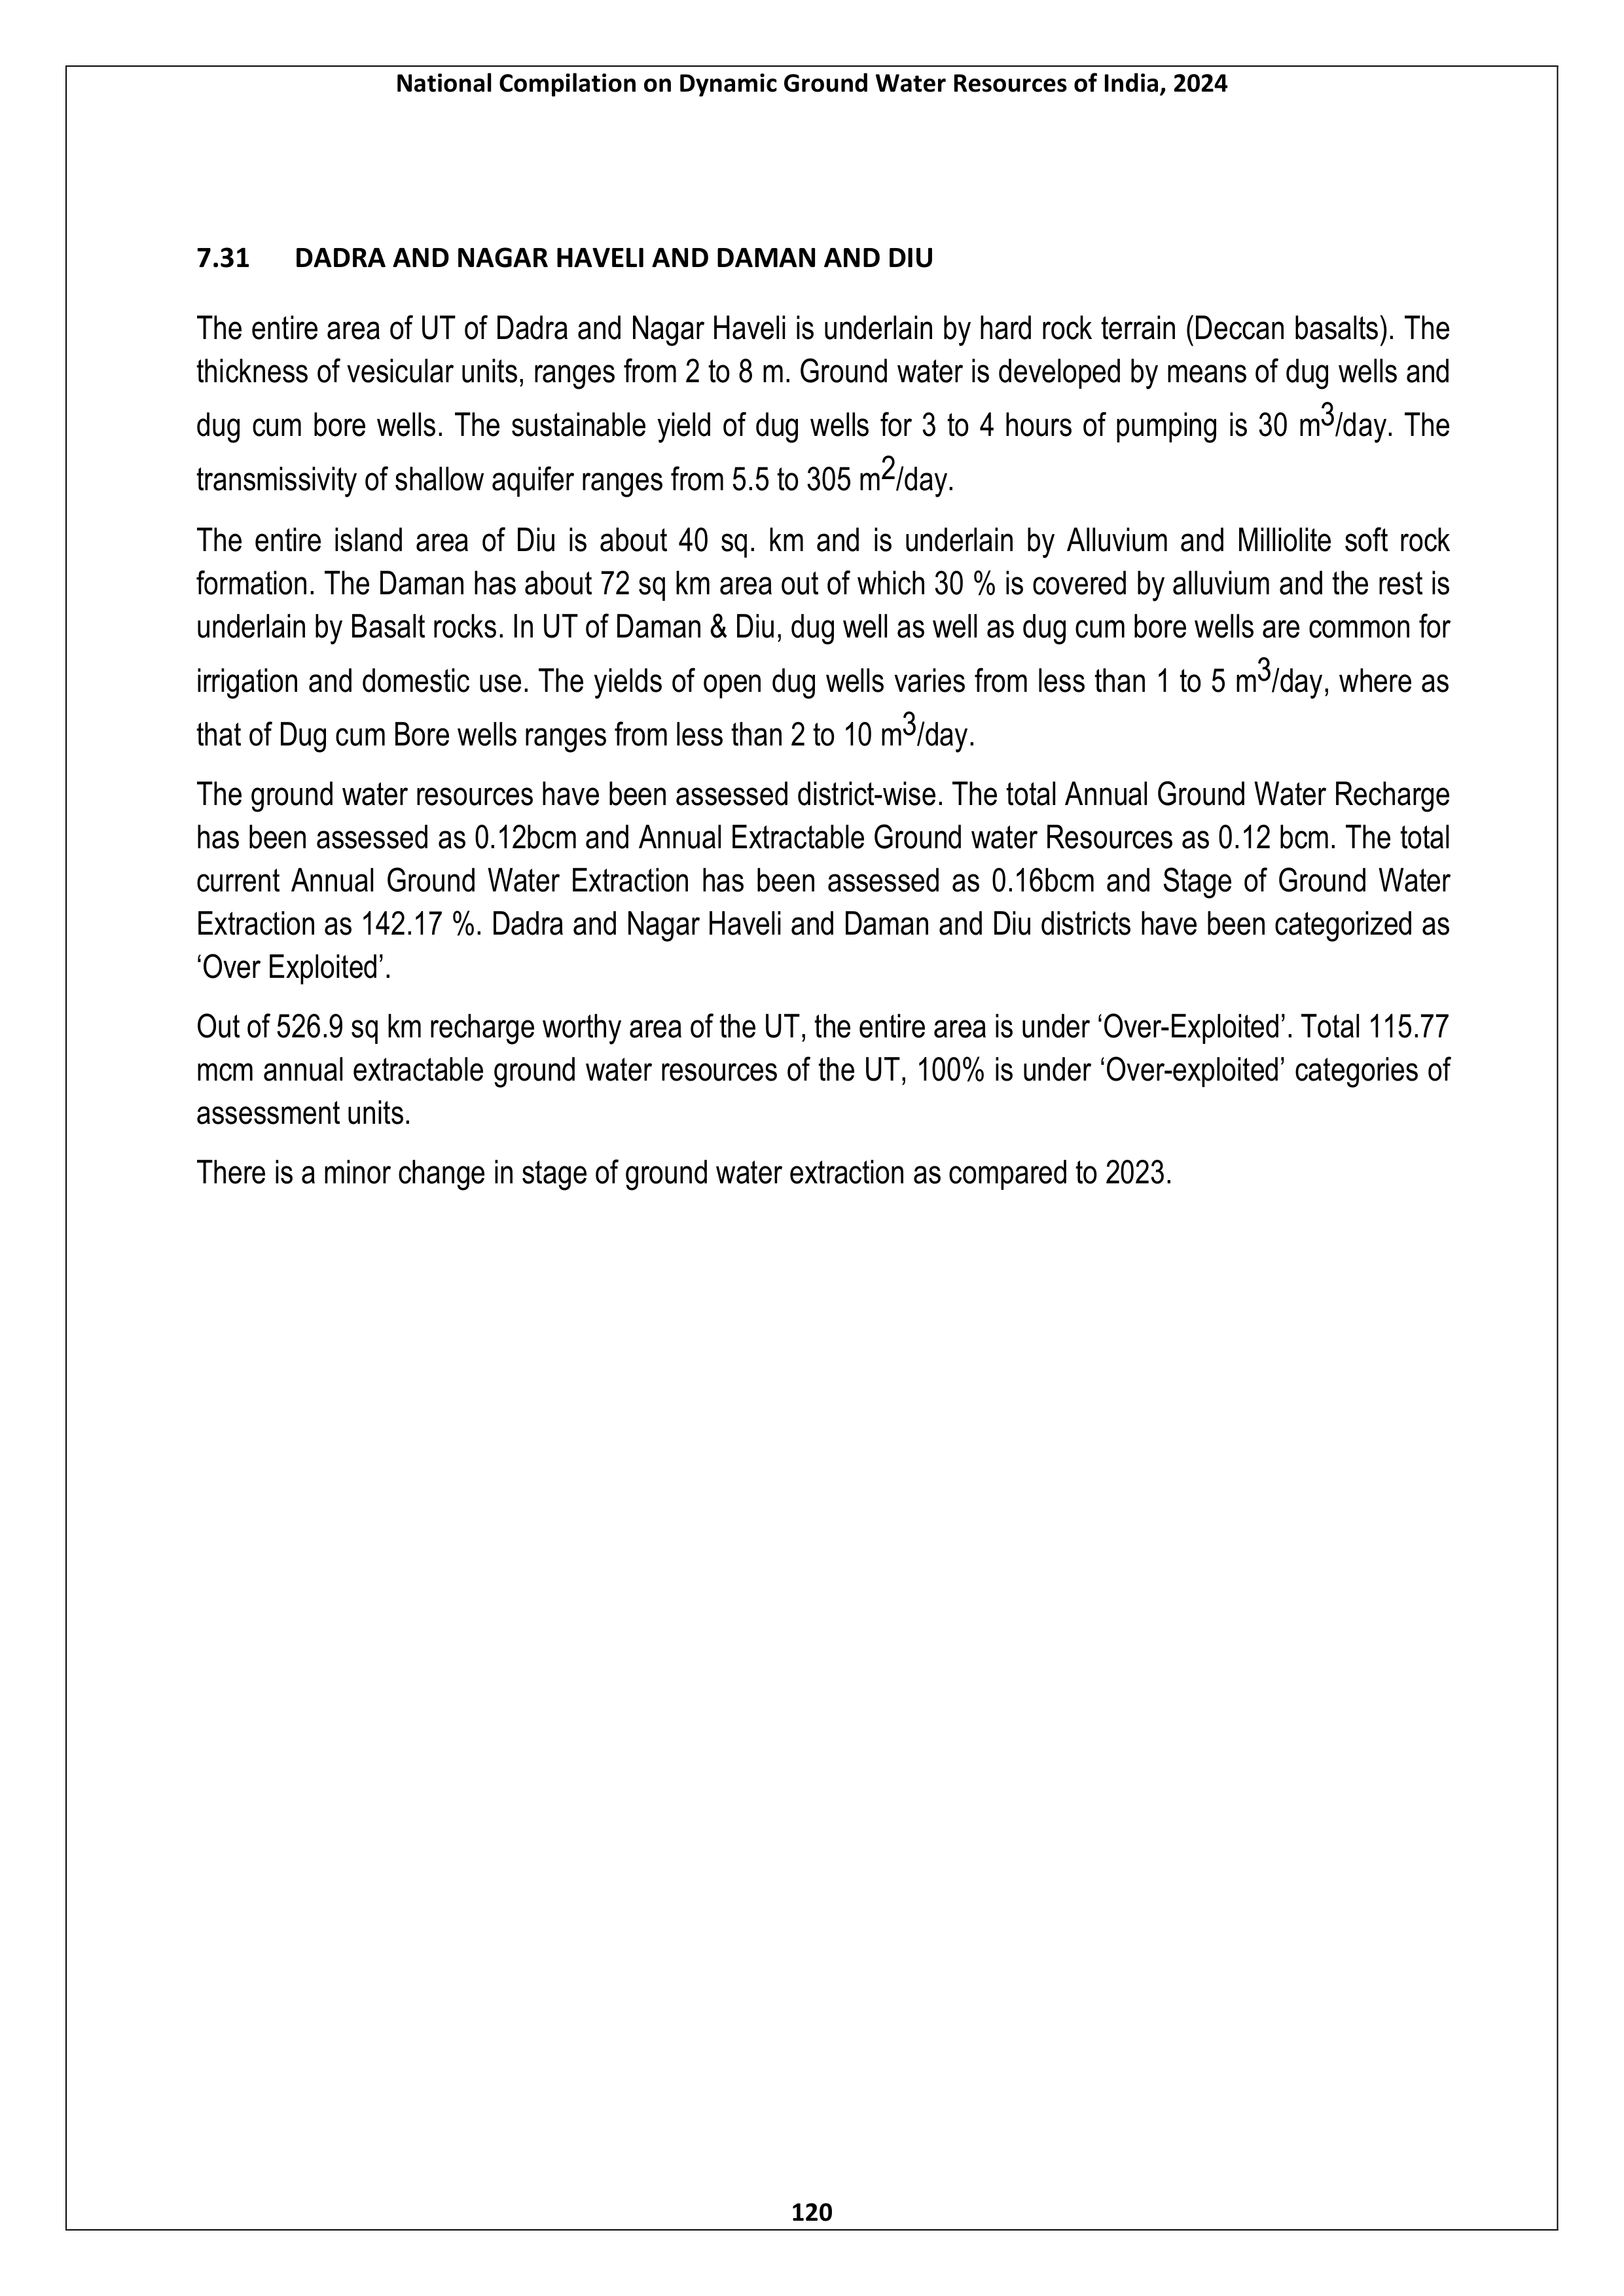 National Compilation on Dynamic Ground Water Resources of India, 2024
7.31 DADRA AND NAGAR HAVELI AND DAMAN AND DIU
The entire area of UT of Dadra and Nagar Haveli is underlain by hard rock terrain (Deccan basalts). The
thickness of vesicular units, ranges from 2 to 8 m. Ground water is developed by means of dug wells and
dug cum bore wells. The sustainable yield of dug wells for 3 to 4 hours of pumping is 30 m³/day. The
transmissivity of shallow aquifer ranges from 5.5 to 305 m²/day.
The entire island area of Diu is about 40 sq. km and is underlain by Alluvium and Milliolite soft rock
formation. The Daman has about 72 sq km area out of which 30 % is covered by alluvium and the rest is
underlain by Basalt rocks. In UT of Daman & Diu, dug well as well as dug cum bore wells are common for
irrigation and domestic use. The yields of open dug wells varies from less than 1 to 5 m³/day, where as
that of Dug cum Bore wells ranges from less than 2 to 10 m³/day.
The ground water resources have been assessed district-wise. The total Annual Ground Water Recharge
has been assessed as 0.12bcm and Annual Extractable Ground water Resources as 0.12 bcm. The total
current Annual Ground Water Extraction has been assessed as 0.16bcm and Stage of Ground Water
Extraction as 142.17 %. Dadra and Nagar Haveli and Daman and Diu districts have been categorized as
‘Over Exploited’.
Out of 526.9 sq km recharge worthy area of the UT, the entire area is under ‘Over-Exploited’. Total 115.77
mcm annual extractable ground water resources of the UT, 100% is under ‘Over-exploited’ categories of
assessment units.
There is a minor change in stage of ground water extraction as compared to 2023.
120